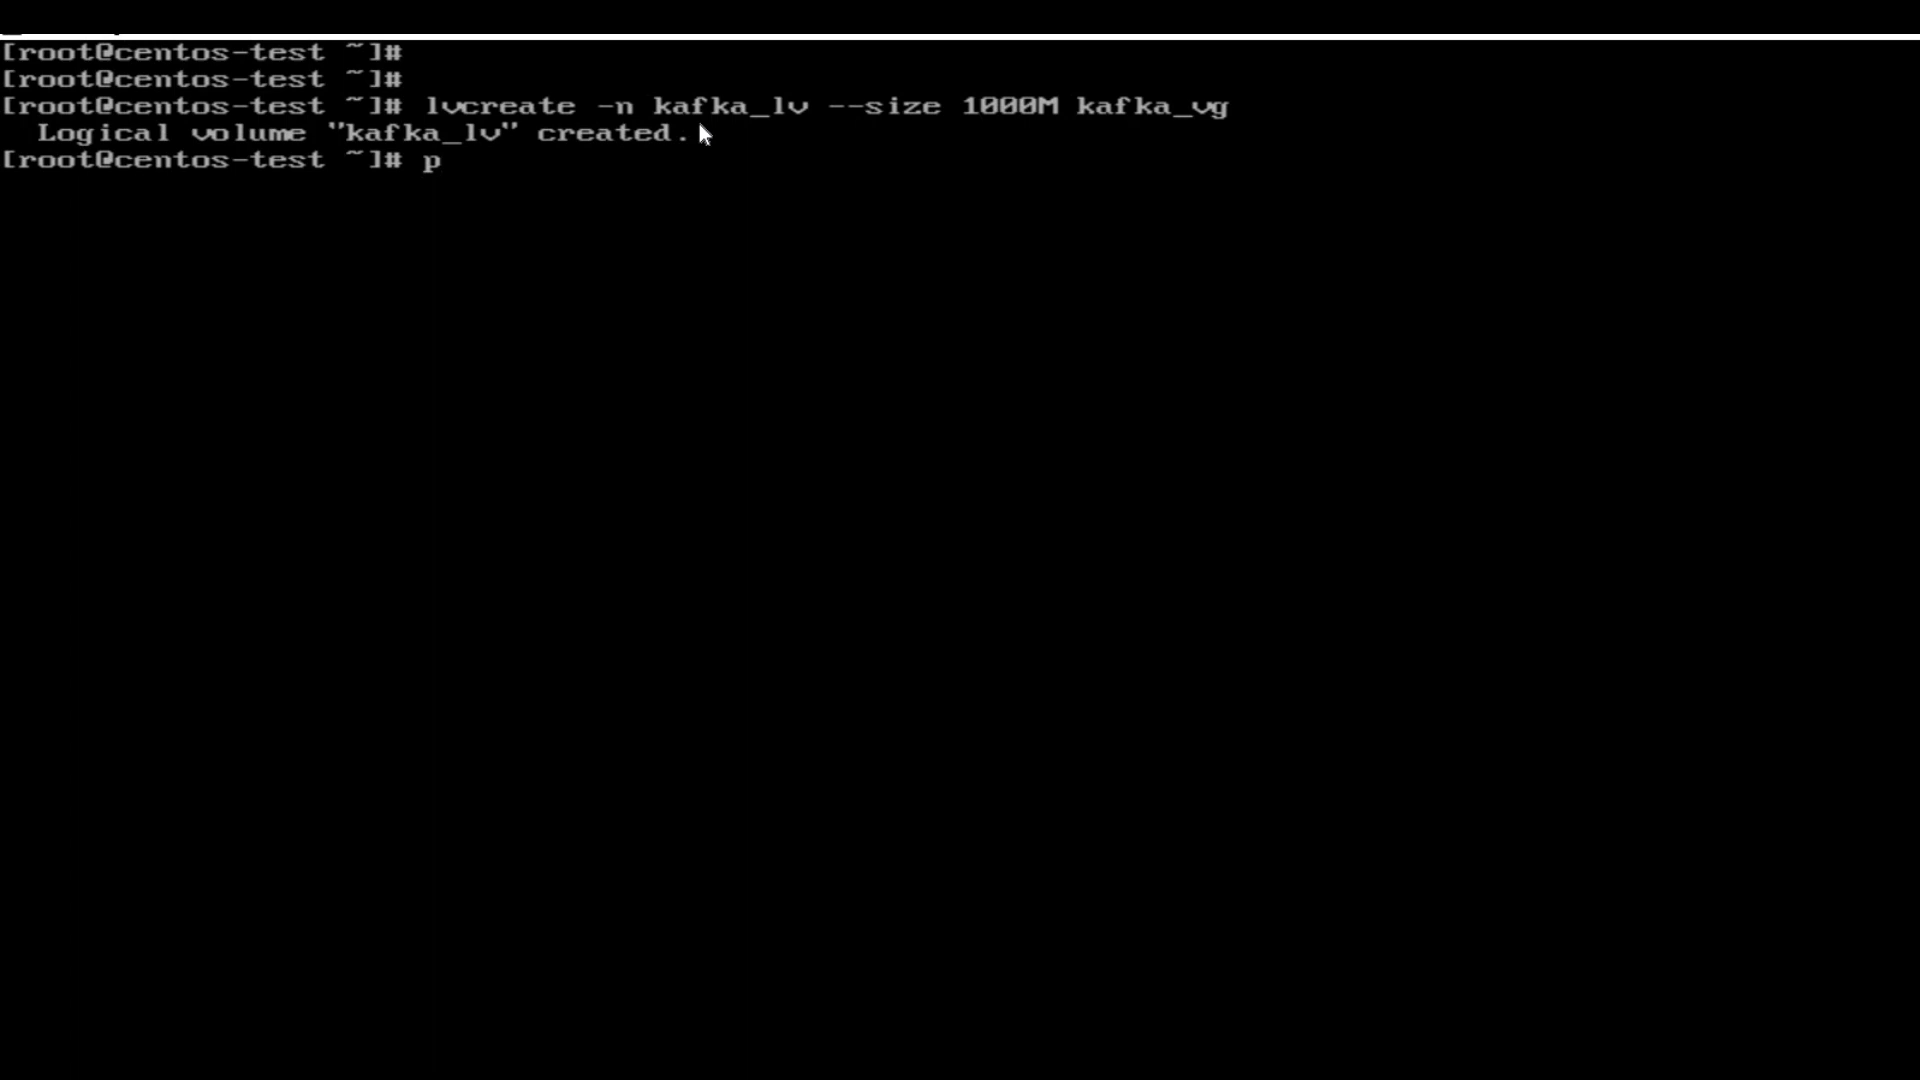 [root@centos-test ~]#
[root@centos-test ~]#
[root@centos-test ~]# lvcreate -n kafka_lv --size 1000M kafka_vg
  Logical volume "kafka_lv" created.
[root@centos-test ~]# p